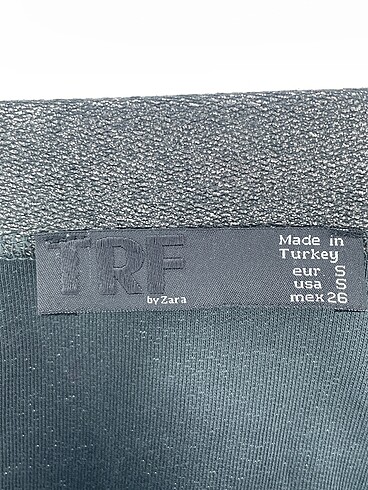 TRF
by Zara
Made in
Turkey
eur S
usa S
mex 26